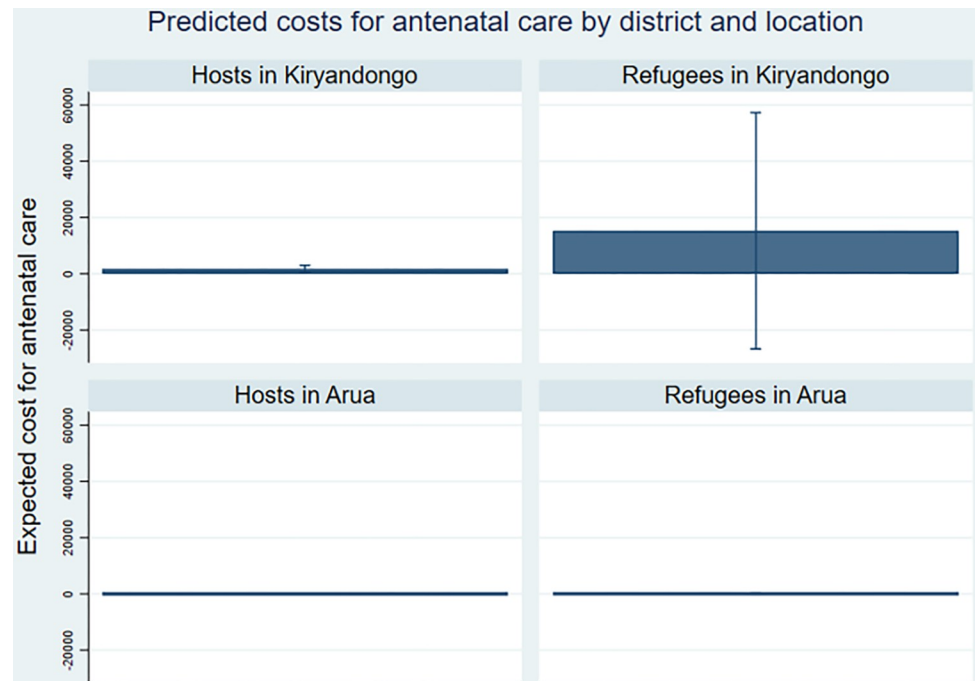 Predicted costs for antenatal care by district and location
Hosts in Kiryandongo
Refugees in Kiryandongo
60000
40000
20000
0
-20000
Expected cost for antenatal care
Hosts in Arua
Refugees in Arua
60000
40000
20000
0
-20000